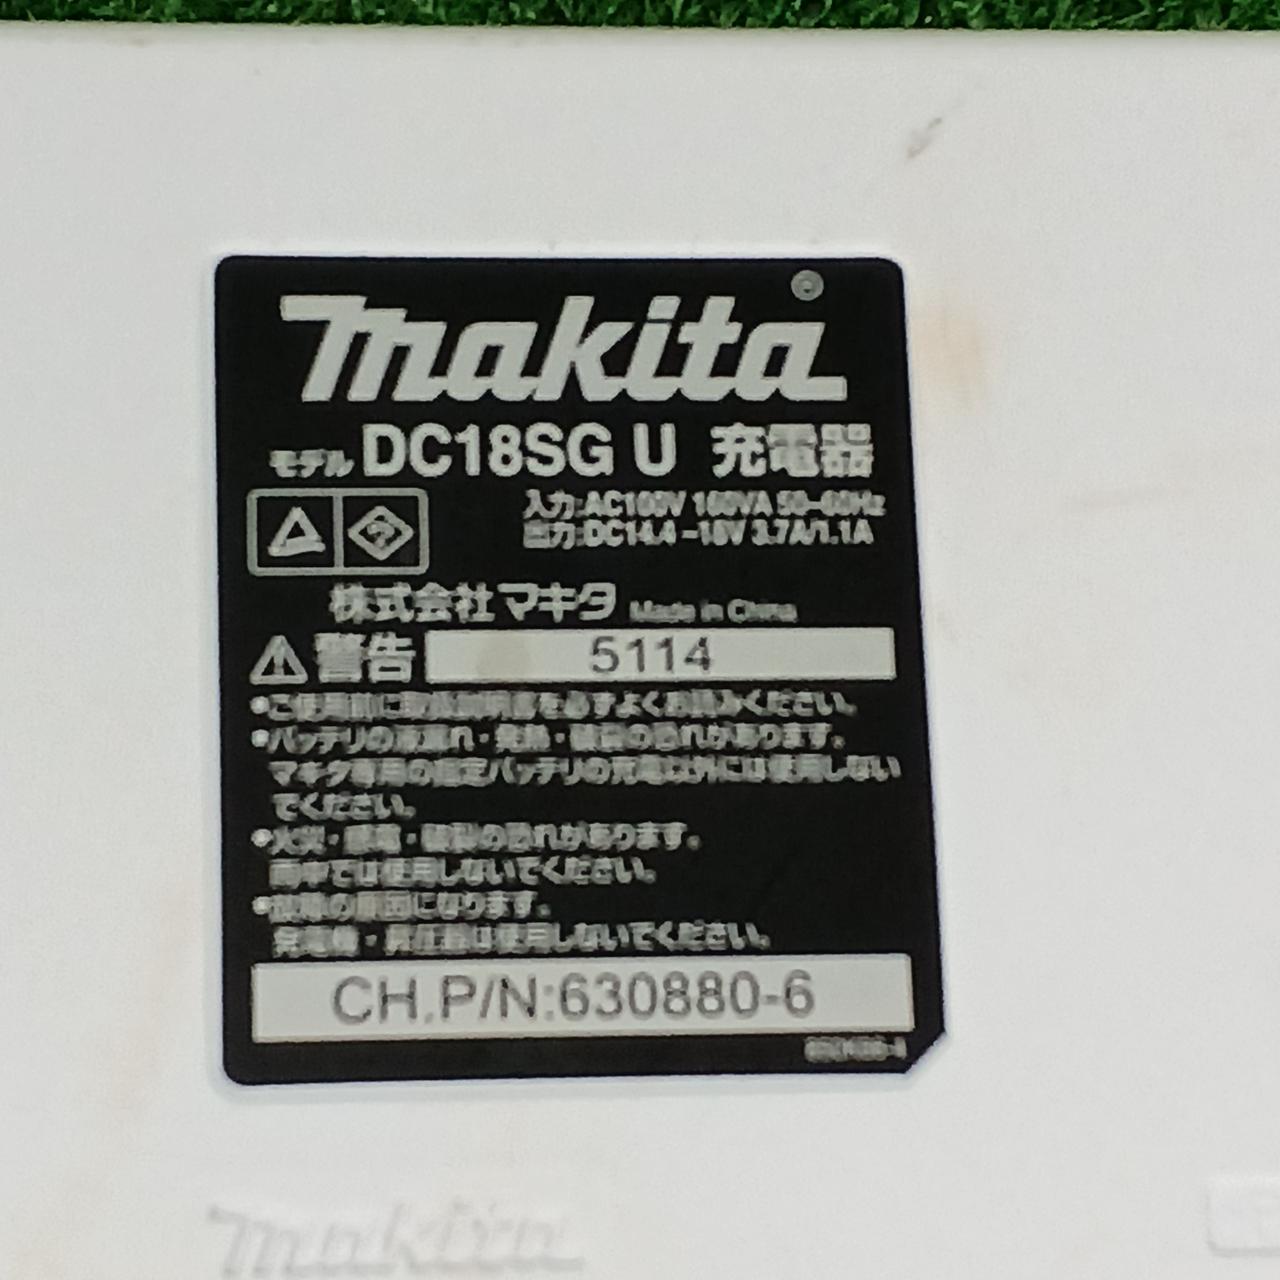 makita
モデル DC18SG U 充電器
入力:AC100V 160VA 50-60Hz
出力:DC14.4-18V 3.7A/1.1A
株式会社マキタ Made in China
警告 5114
•ご使用前に取扱説明書を必ずよくお読みください。
•バッテリの液漏れ・発熱・破裂の恐れがあります。
マキタ専用の指定バッテリの充電以外には使用しない
でください。
•火災・感電・破裂の恐れがあります。
雨中では使用しないでください。
•故障の原因になります。
発電機・昇圧器は使用しないでください。
CH.P/N:630880-6
makita